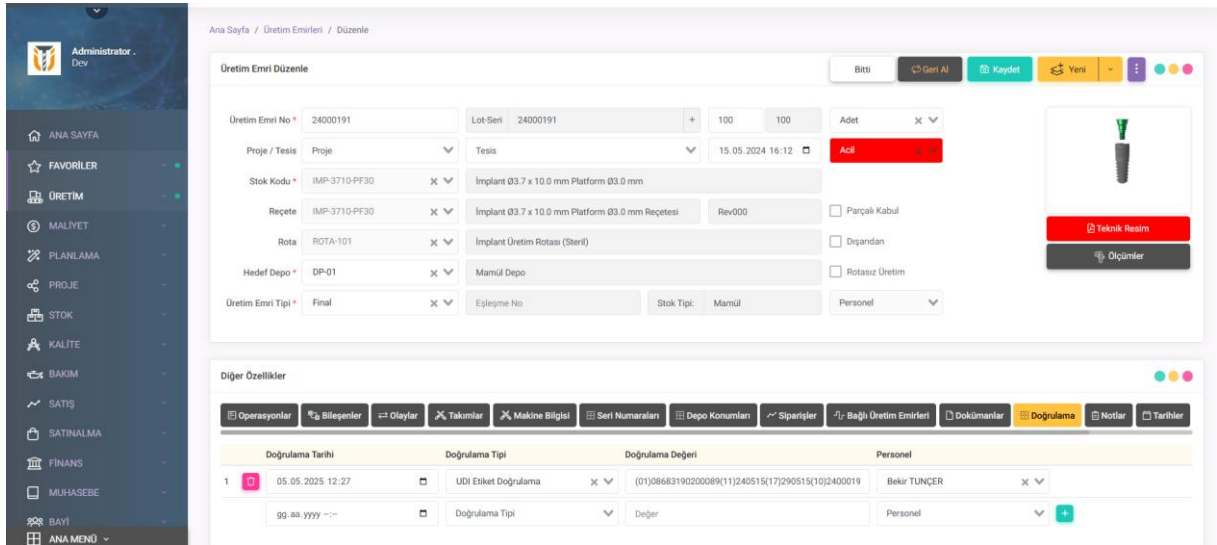 Administrator .
Dev
ANA SAYFA
FAVORİLER
ÜRETİM
MALİYET
PLANLAMA
PROJE
STOK
KALİTE
BAKIM
SATIŞ
SATINALMA
FİNANS
MUHASEBE
BAYİ
ANA MENÜ
Ana Sayfa / Üretim Emirleri / Düzenle
Üretim Emri Düzenle Bitti Geri Al Kaydet Yeni
Üretim Emri No * 24000191 Lot-Seri 24000191 + 100 100 Adet
Proje / Tesis Proje Tesis 15.05.2024 16:12 Acil
Stok Kodu * IMP-3710-PF30 İmplant Ø3.7 x 10.0 mm Platform Ø3.0 mm
Reçete IMP-3710-PF30 İmplant Ø3.7 x 10.0 mm Platform Ø3.0 mm Reçetesi Rev000 Parçalı Kabul
Rota ROTA-101 İmplant Üretim Rotası (Steril) Dışarıdan
Hedef Depo * DP-01 Mamül Depo Rotasız Üretim
Üretim Emri Tipi * Final Eşleşme No Stok Tipi: Mamül Personel
Teknik Resim
Ölçümler
Diğer Özellikler
Operasyonlar Bileşenler Olaylar Takımlar Makine Bilgisi Seri Numaraları Depo Konumları Siparişler Bağlı Üretim Emirleri Dokümanlar Doğrulama Notlar Tarihler
Doğrulama Tarihi Doğrulama Tipi Doğrulama Değeri Personel
1 05.05.2025 12:27 UDI Etiket Doğrulama (01)08683190200089(11)240515(17)290515(10)2400019 Bekir TUNÇER
gg.aa.yyyy --:-- Doğrulama Tipi Değer Personel +